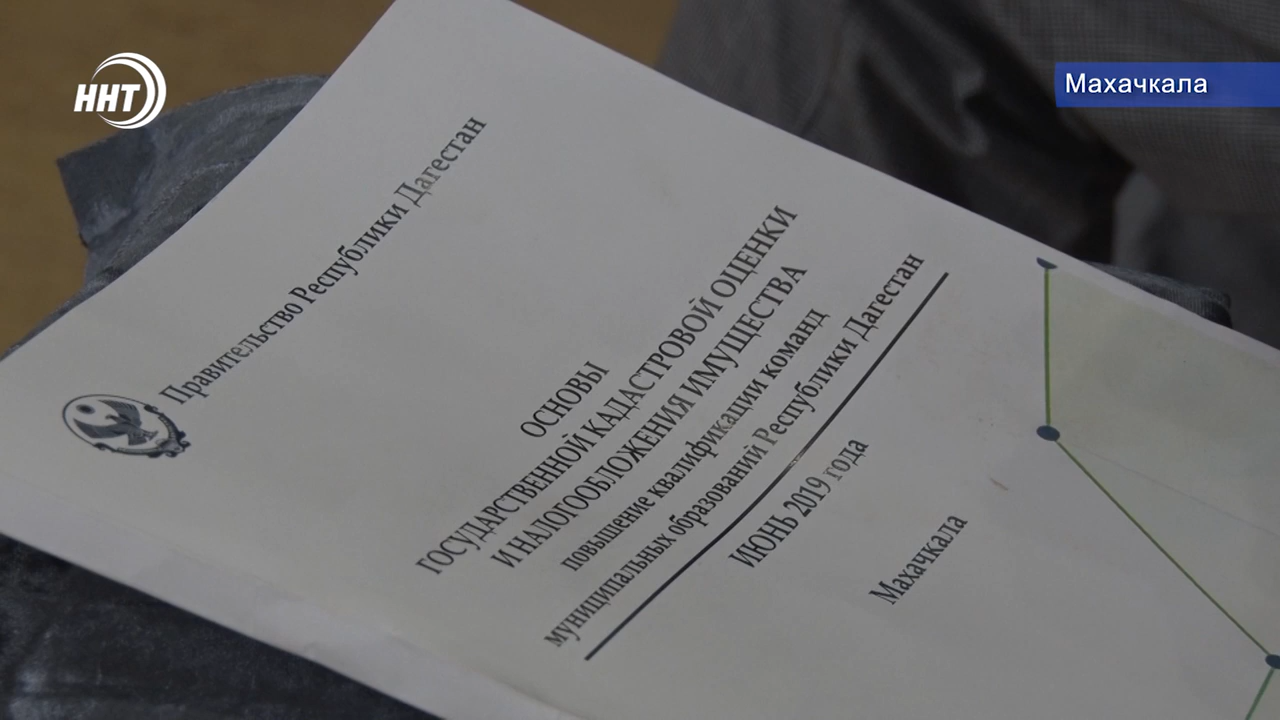 ННТ
Махачкала
Правительство Республики Дагестан
ОСНОВЫ
ГОСУДАРСТВЕННОЙ КАДАСТРОВОЙ ОЦЕНКИ
И НАЛОГООБЛОЖЕНИЯ ИМУЩЕСТВА
повышение квалификации команд
муниципальных образований Республики Дагестан
ИЮНЬ 2019 года
Махачкала